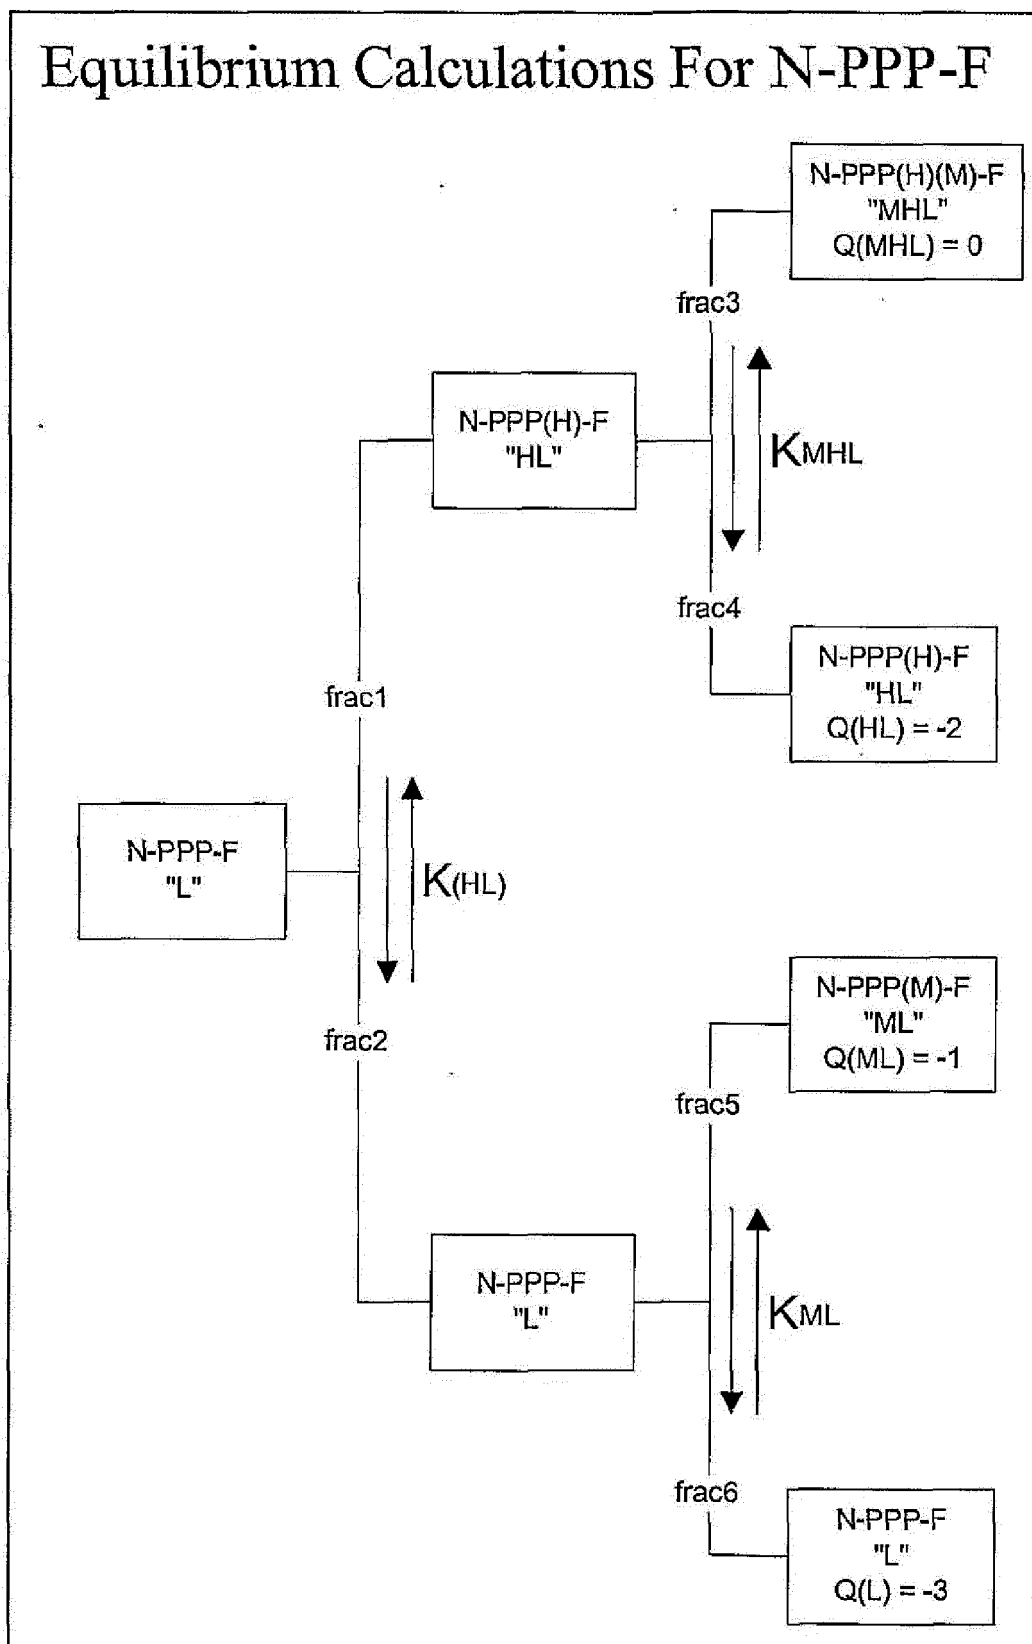 Equilibrium Calculations For N-PPP-F
N-PPP(H)(M)-F
"MHL"
Q(MHL) = 0
frac3
N-PPP(H)-F
"HL"
KMHL
frac4
N-PPP(H)-F
"HL"
Q(HL) = -2
frac1
N-PPP-F
"L"
K(HL)
frac2
N-PPP(M)-F
"ML"
Q(ML) = -1
frac5
N-PPP-F
"L"
KML
frac6
N-PPP-F
"L"
Q(L) = -3